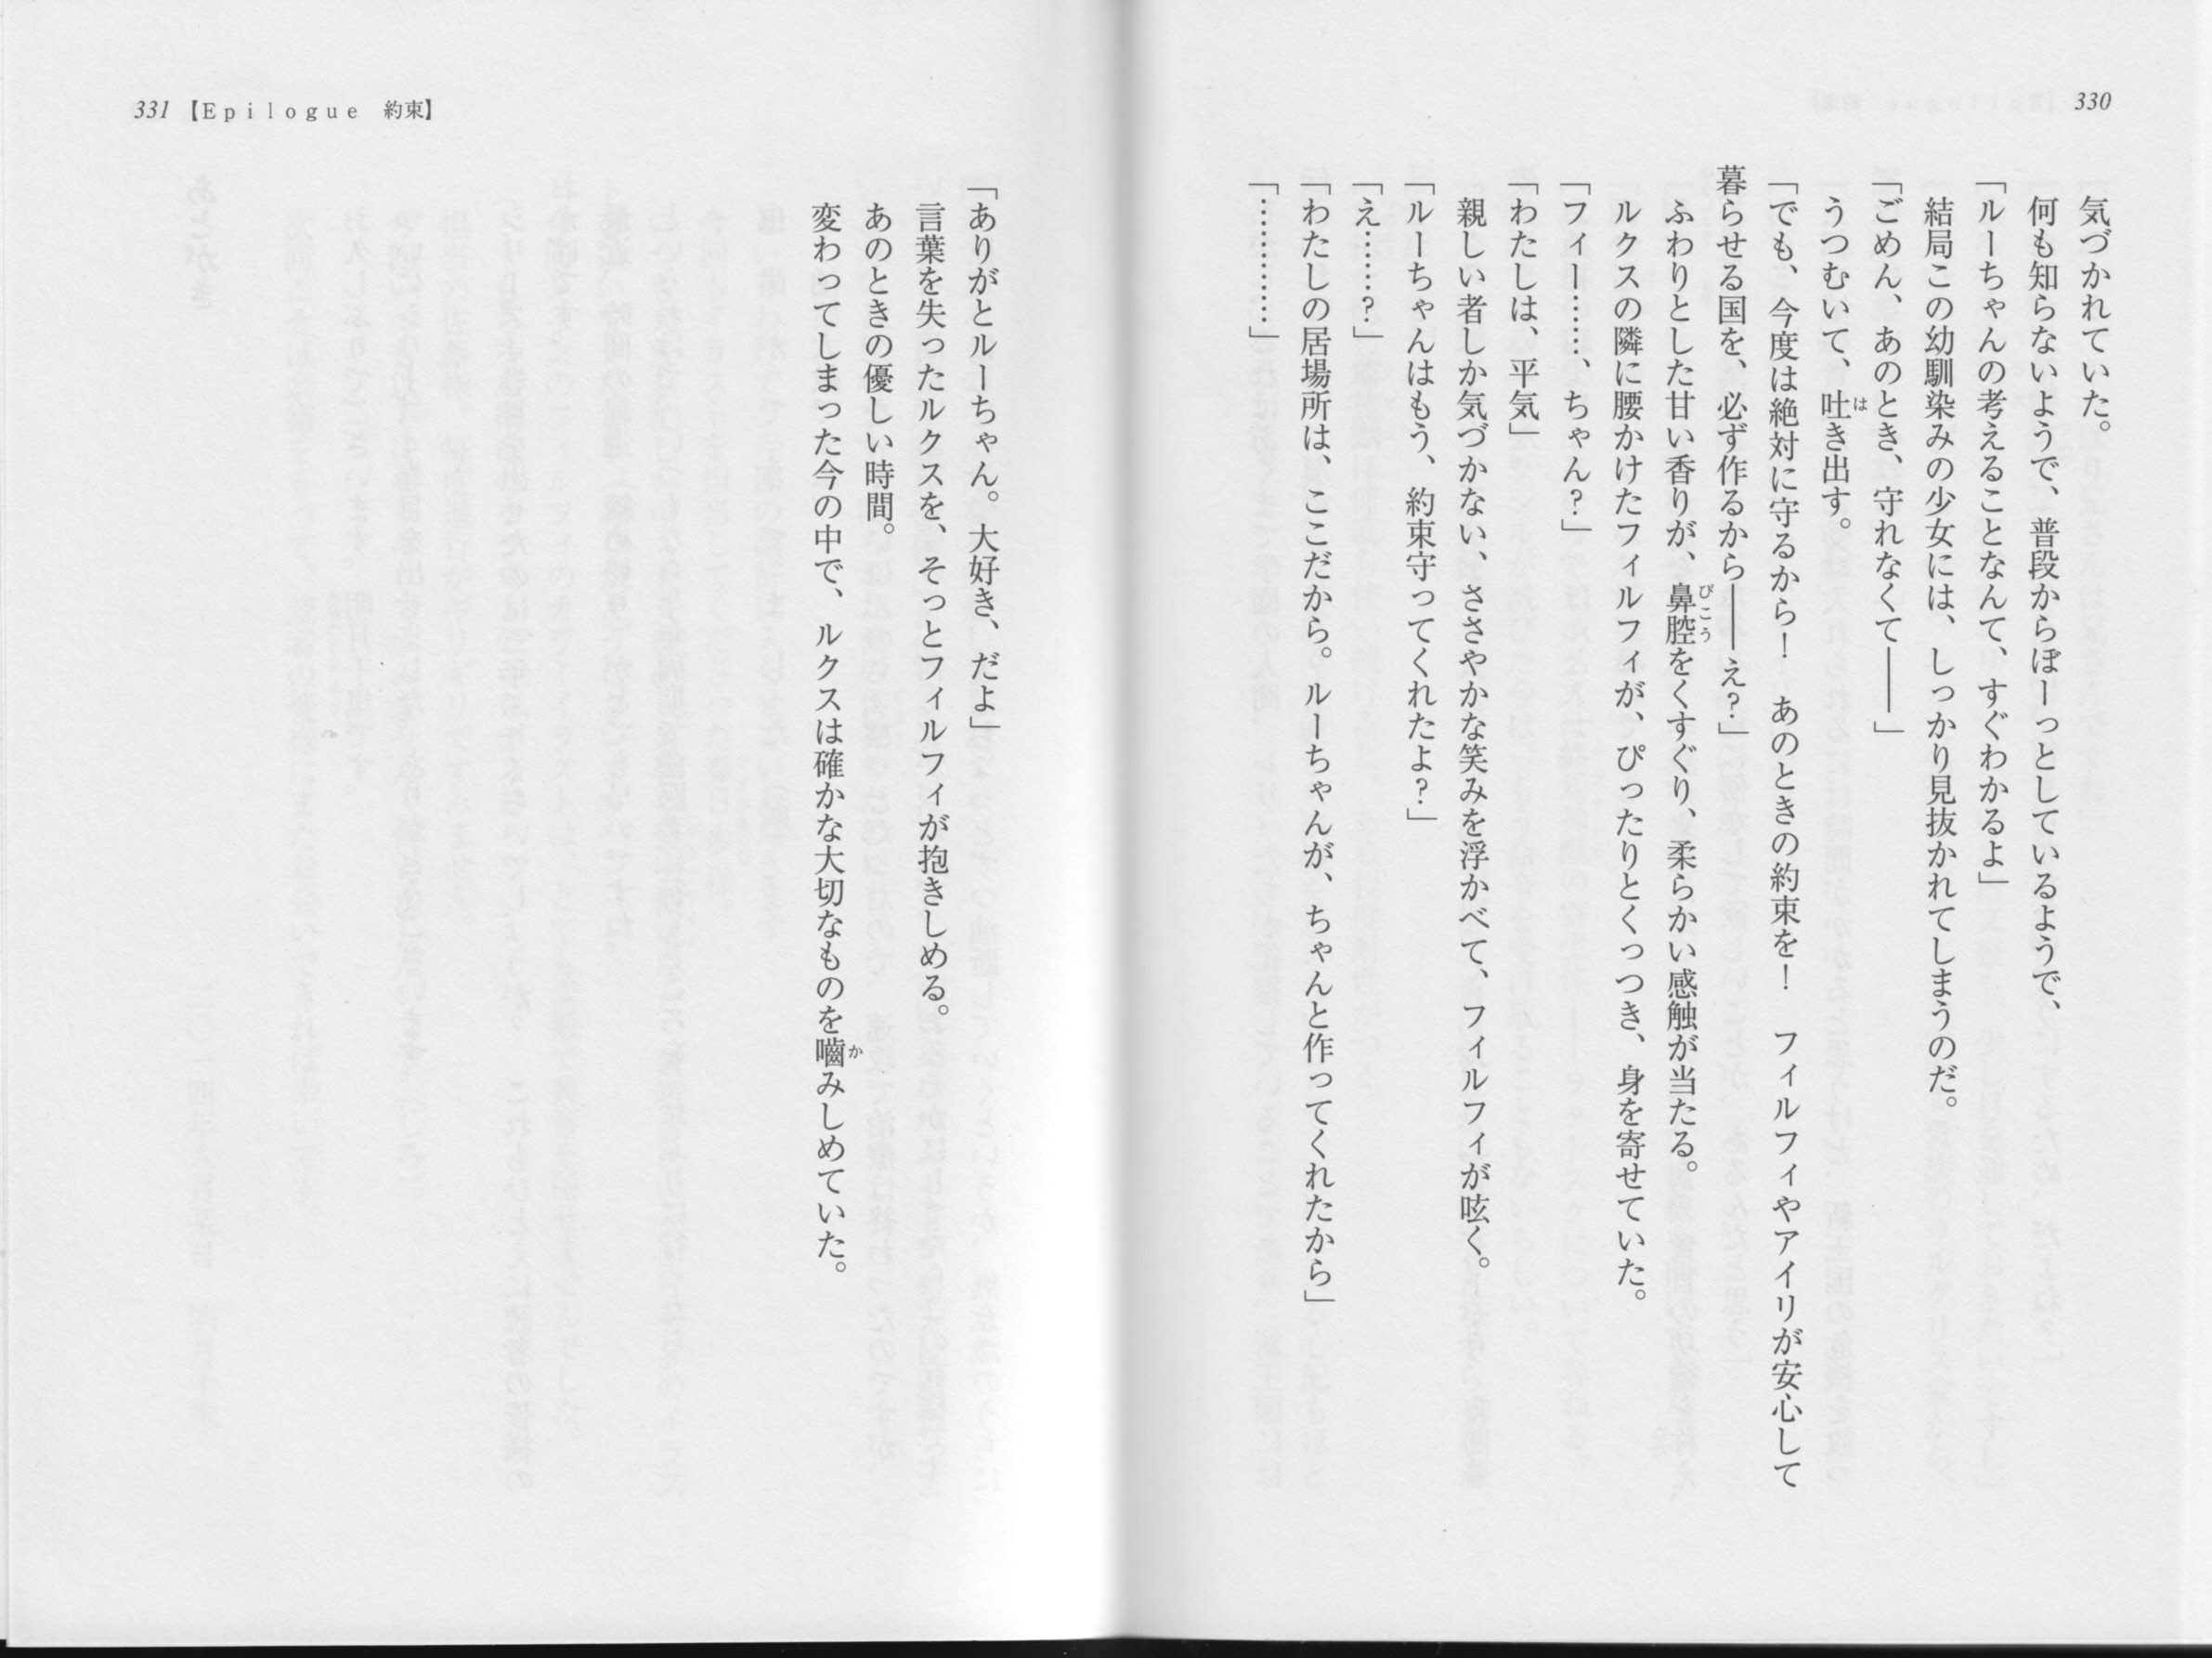 330
気づかれていた。
何も知らないようで、普段からぼーっとしているようで、
「ルーちゃんの考えることなんて、すぐわかるよ」
結局この幼馴染みの少女には、しっかり見抜かれてしまうのだ。
「ごめん、あのとき、守れなくて――」
うつむいて、吐き出す。
「でも、今度は絶対に守るから！　あのときの約束を！　フィルフィやアイリが安心して
暮らせる国を、必ず作るから――え？」
ふわりとした甘い香りが、鼻腔をくすぐり、柔らかい感触が当たる。
ルクスの隣に腰かけたフィルフィが、ぴったりとくっつき、身を寄せていた。
「フィー……、ちゃん？」
「わたしは、平気」
親しい者しか気づかない、ささやかな笑みを浮かべて、フィルフィが呟く。
「ルーちゃんはもう、約束守ってくれたよ？」
「え……？」
「わたしの居場所は、ここだから。ルーちゃんが、ちゃんと作ってくれたから」
「…………」
331【Epilogue　約束】
「ありがとルーちゃん。大好き、だよ」
言葉を失ったルクスを、そっとフィルフィが抱きしめる。
あのときの優しい時間。
変わってしまった今の中で、ルクスは確かな大切なものを嚙みしめていた。